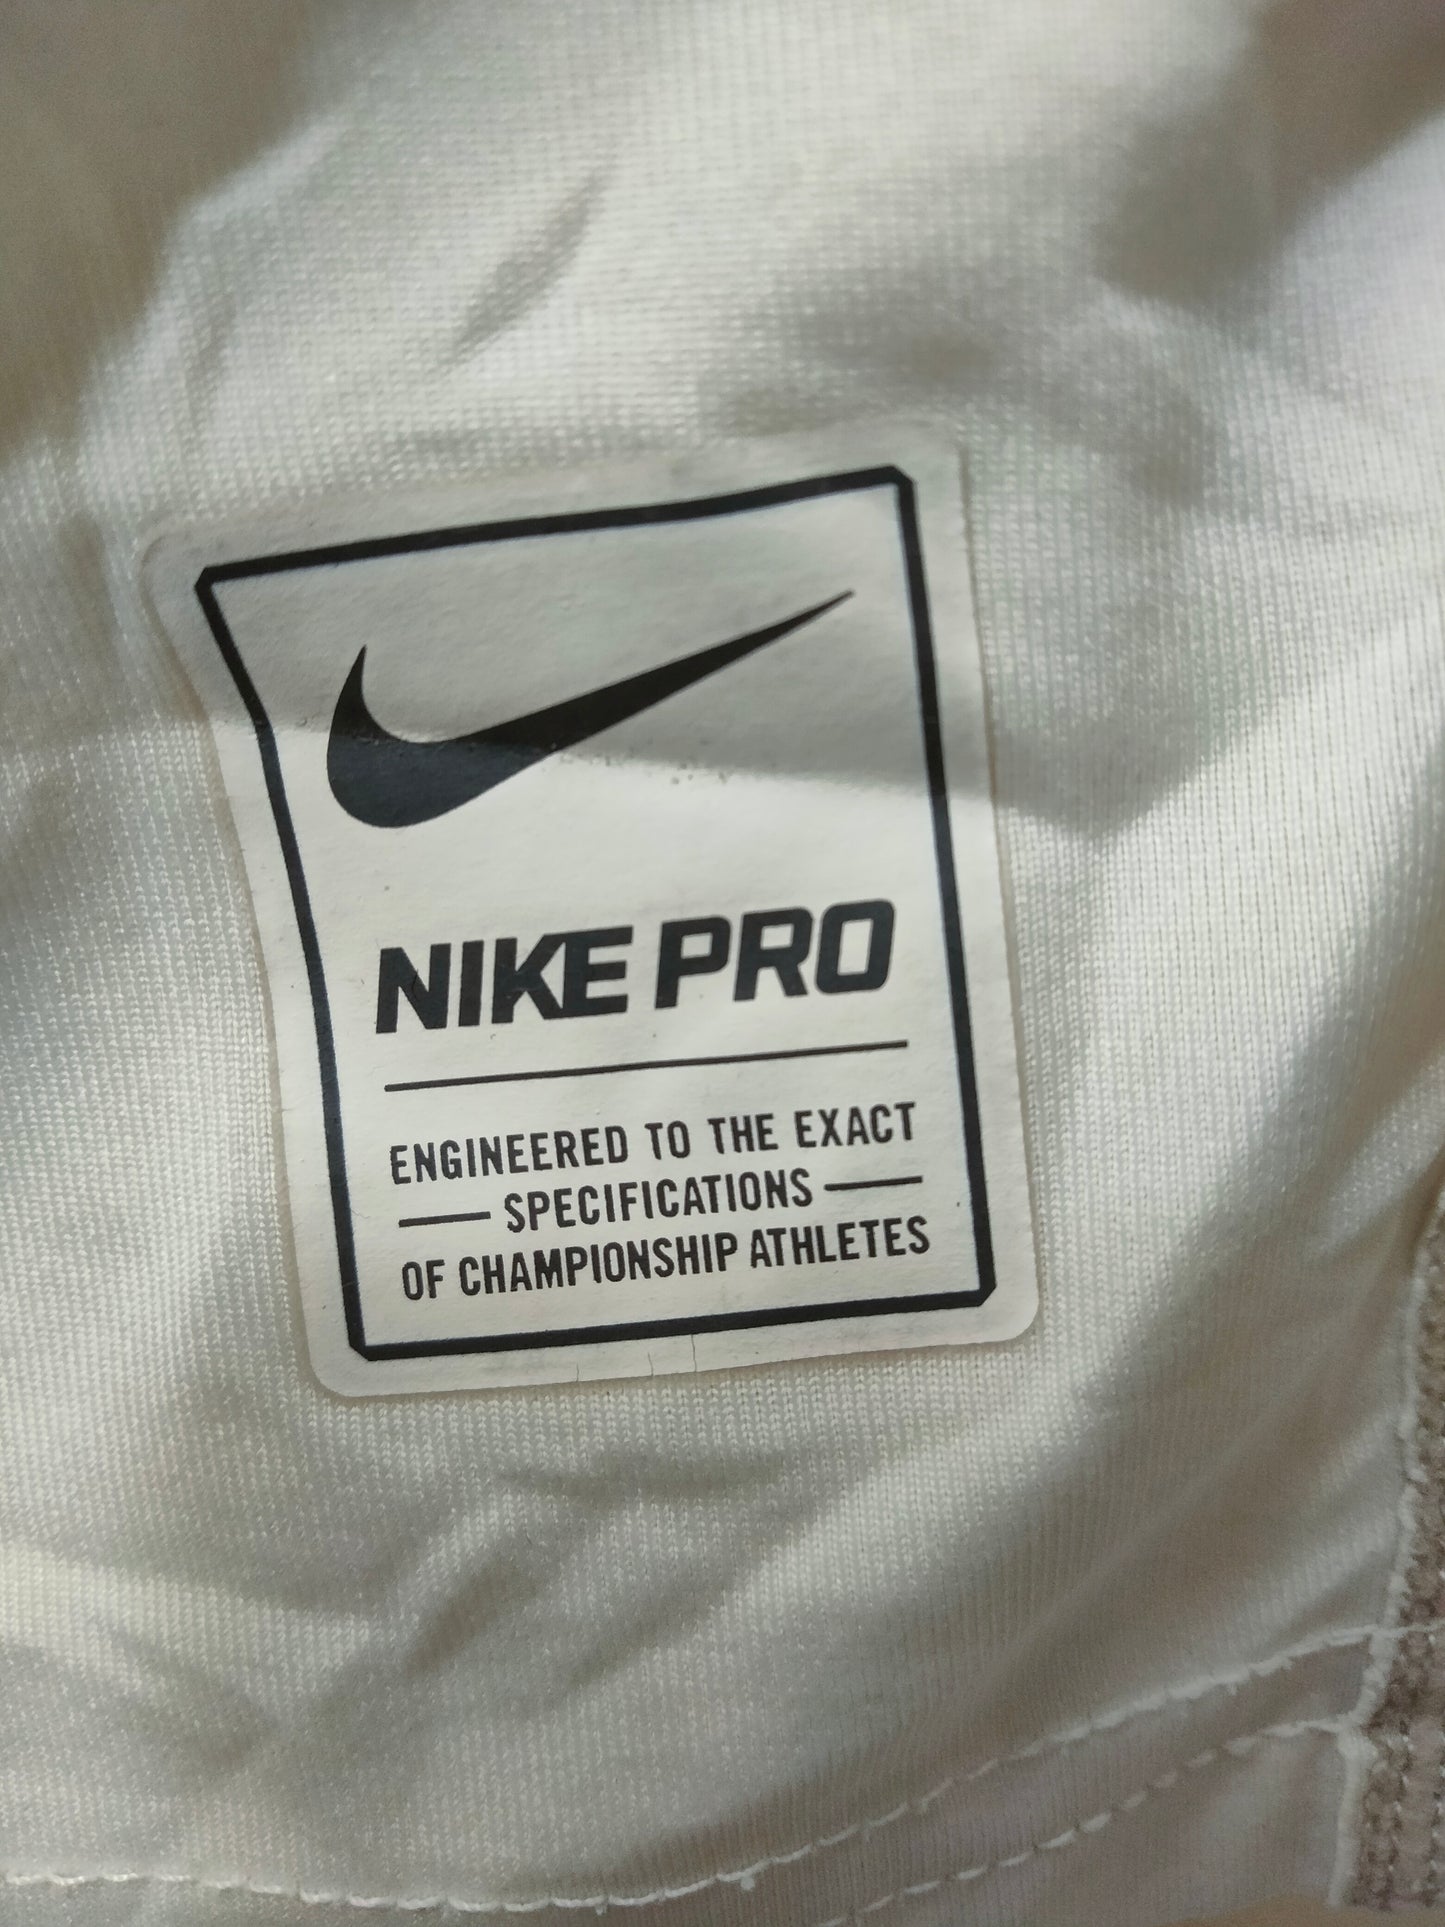 NIKE PRO
ENGINEERED TO THE EXACT
SPECIFICATIONS
OF CHAMPIONSHIP ATHLETES